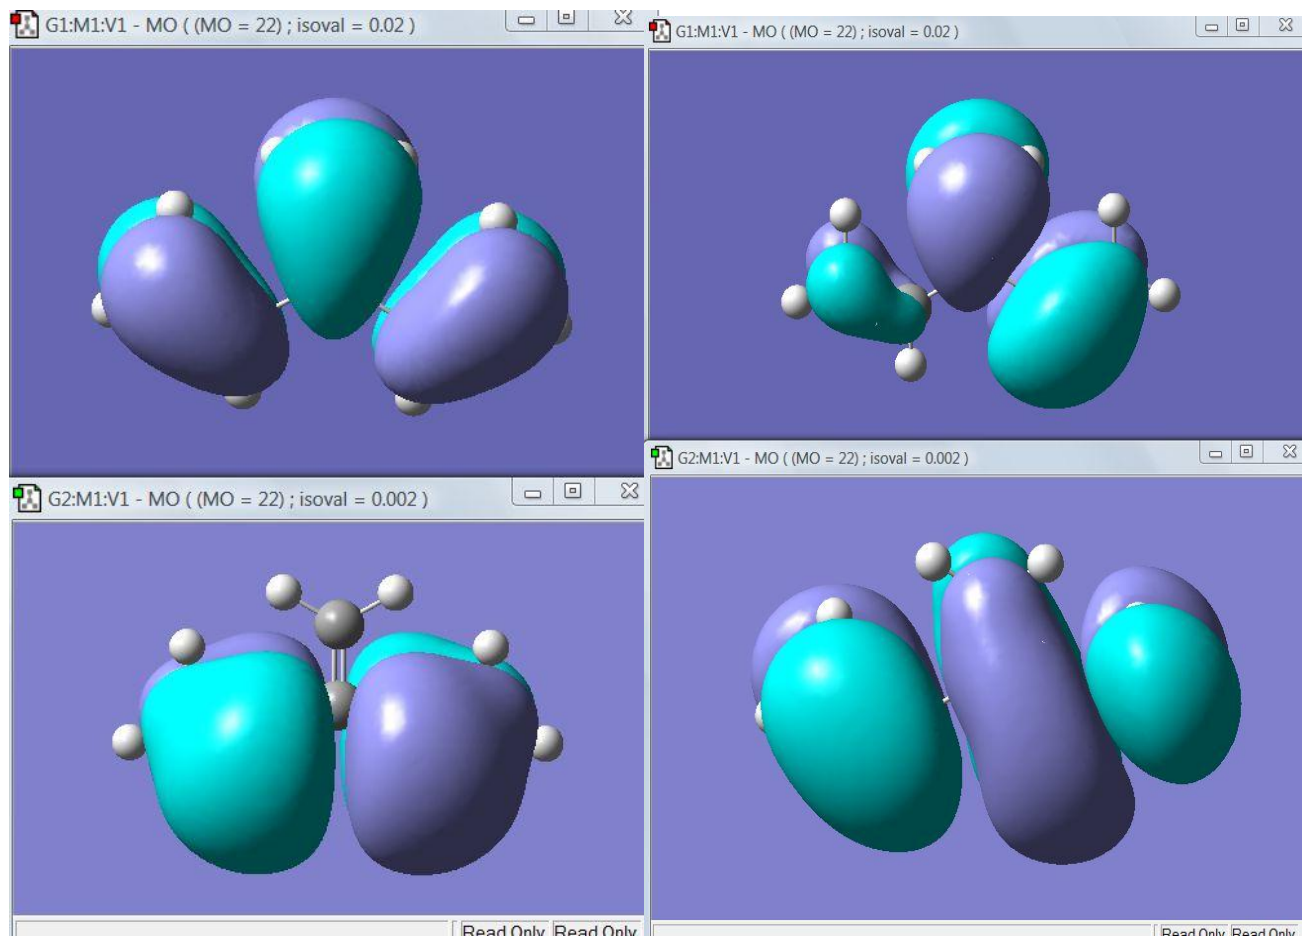 G1:M1:V1 - MO ( (MO = 22) ; isoval = 0.02 )
G1:M1:V1 - MO ( (MO = 22) ; isoval = 0.02 )
G2:M1:V1 - MO ( (MO = 22) ; isoval = 0.002 )
G2:M1:V1 - MO ( (MO = 22) ; isoval = 0.002 )
Read Only Read Only
Read Only Read Only